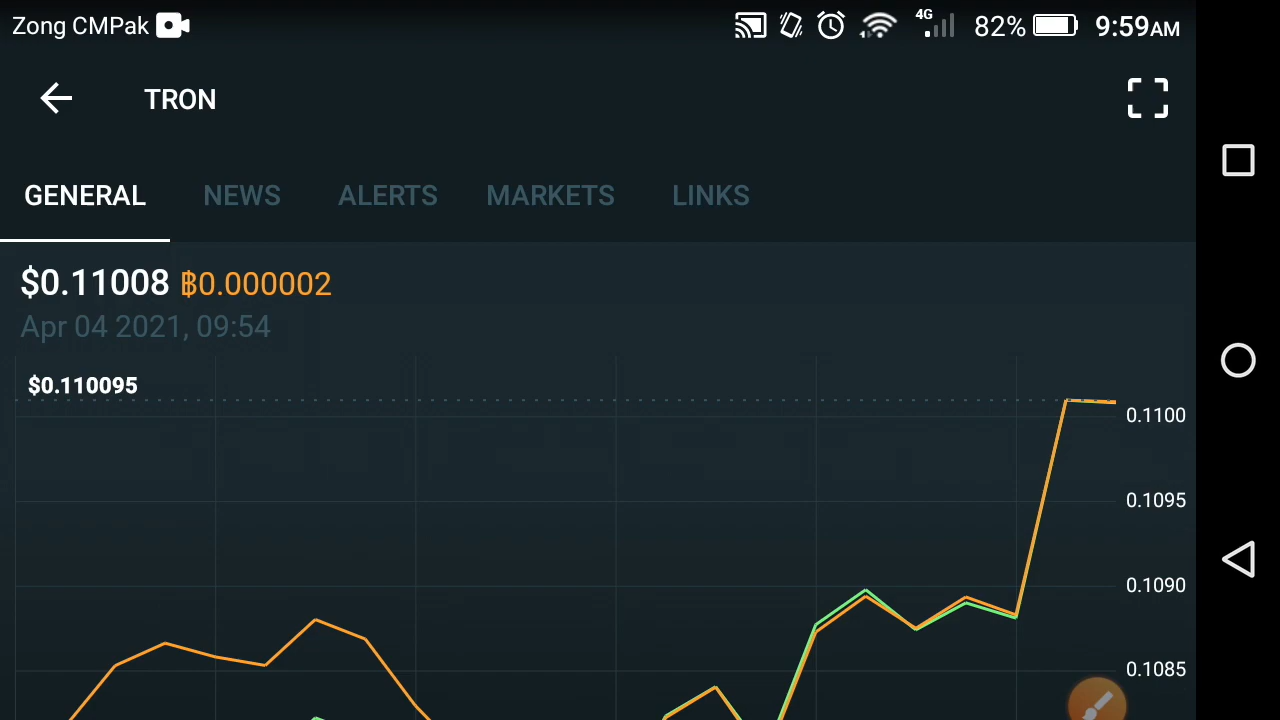 Zong CMPak 4G 82% 9:59AM
TRON
GENERAL NEWS ALERTS MARKETS LINKS
$0.11008 ฿0.000002
Apr 04 2021, 09:54
$0.110095
0.1100
0.1095
0.1090
0.1085